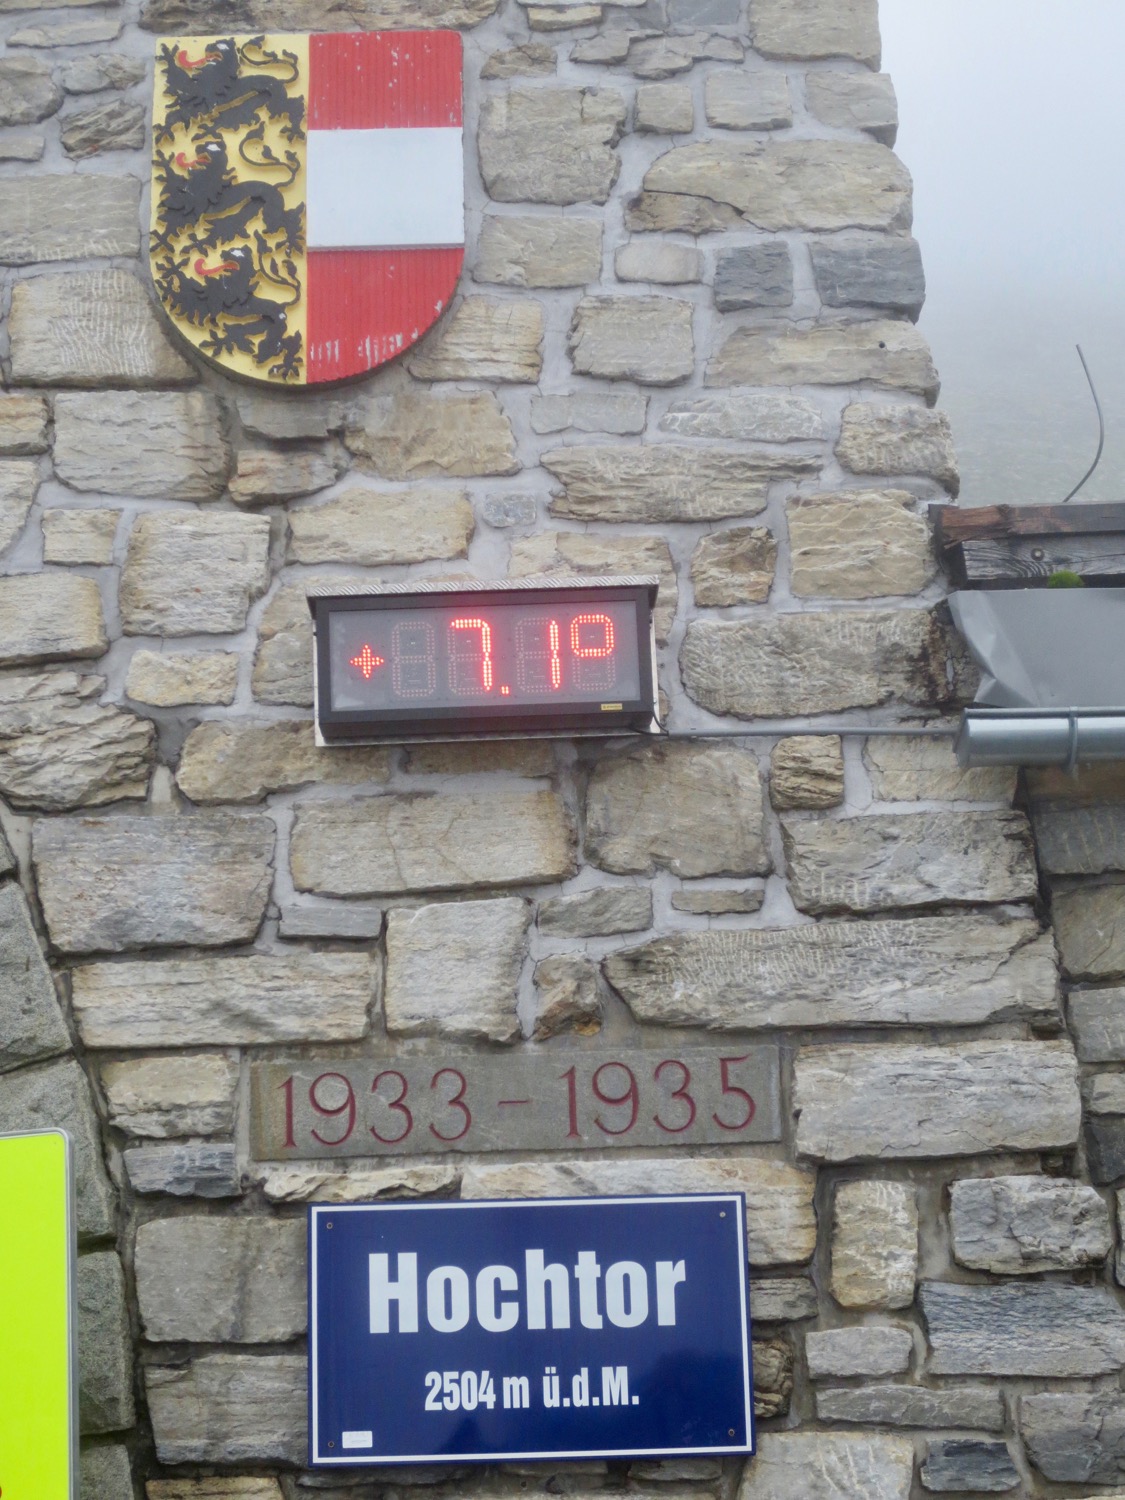 + 7.1°
1933 - 1935
Hochtor
2504 m ü.d.M.